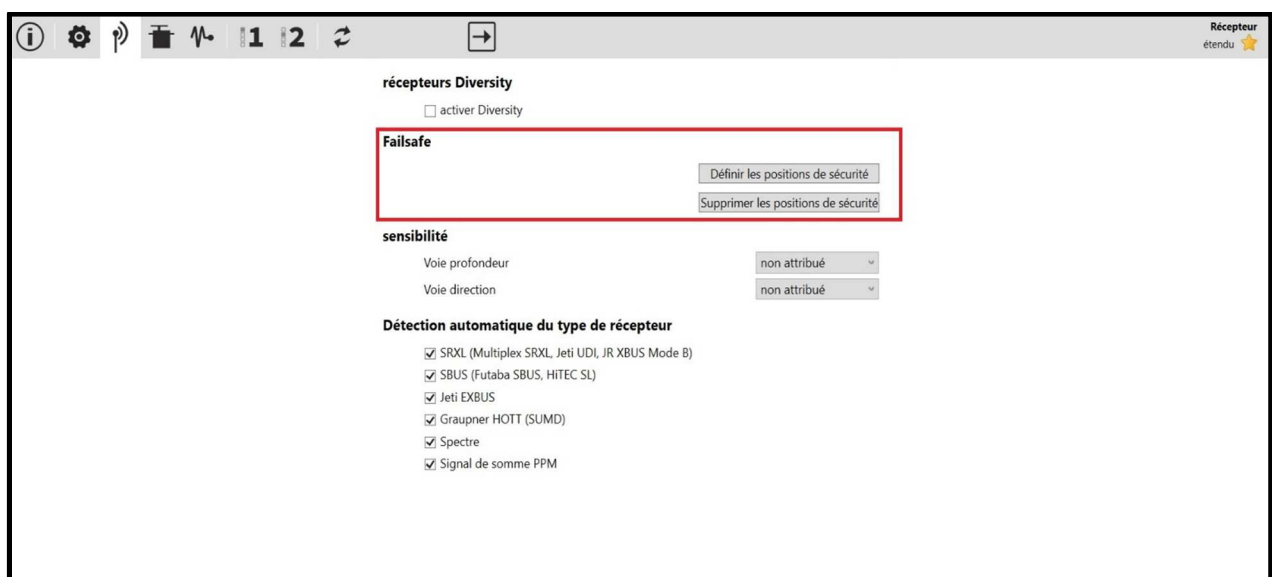 1 2
Récepteur
étendu
récepteurs Diversity
activer Diversity
Failsafe
Définir les positions de sécurité
Supprimer les positions de sécurité
sensibilité
Voie profondeur non attribué
Voie direction non attribué
Détection automatique du type de récepteur
SRXL (Multiplex SRXL, Jeti UDI, JR XBUS Mode B)
SBUS (Futaba SBUS, HiTEC SL)
Jeti EXBUS
Graupner HOTT (SUMD)
Spectre
Signal de somme PPM